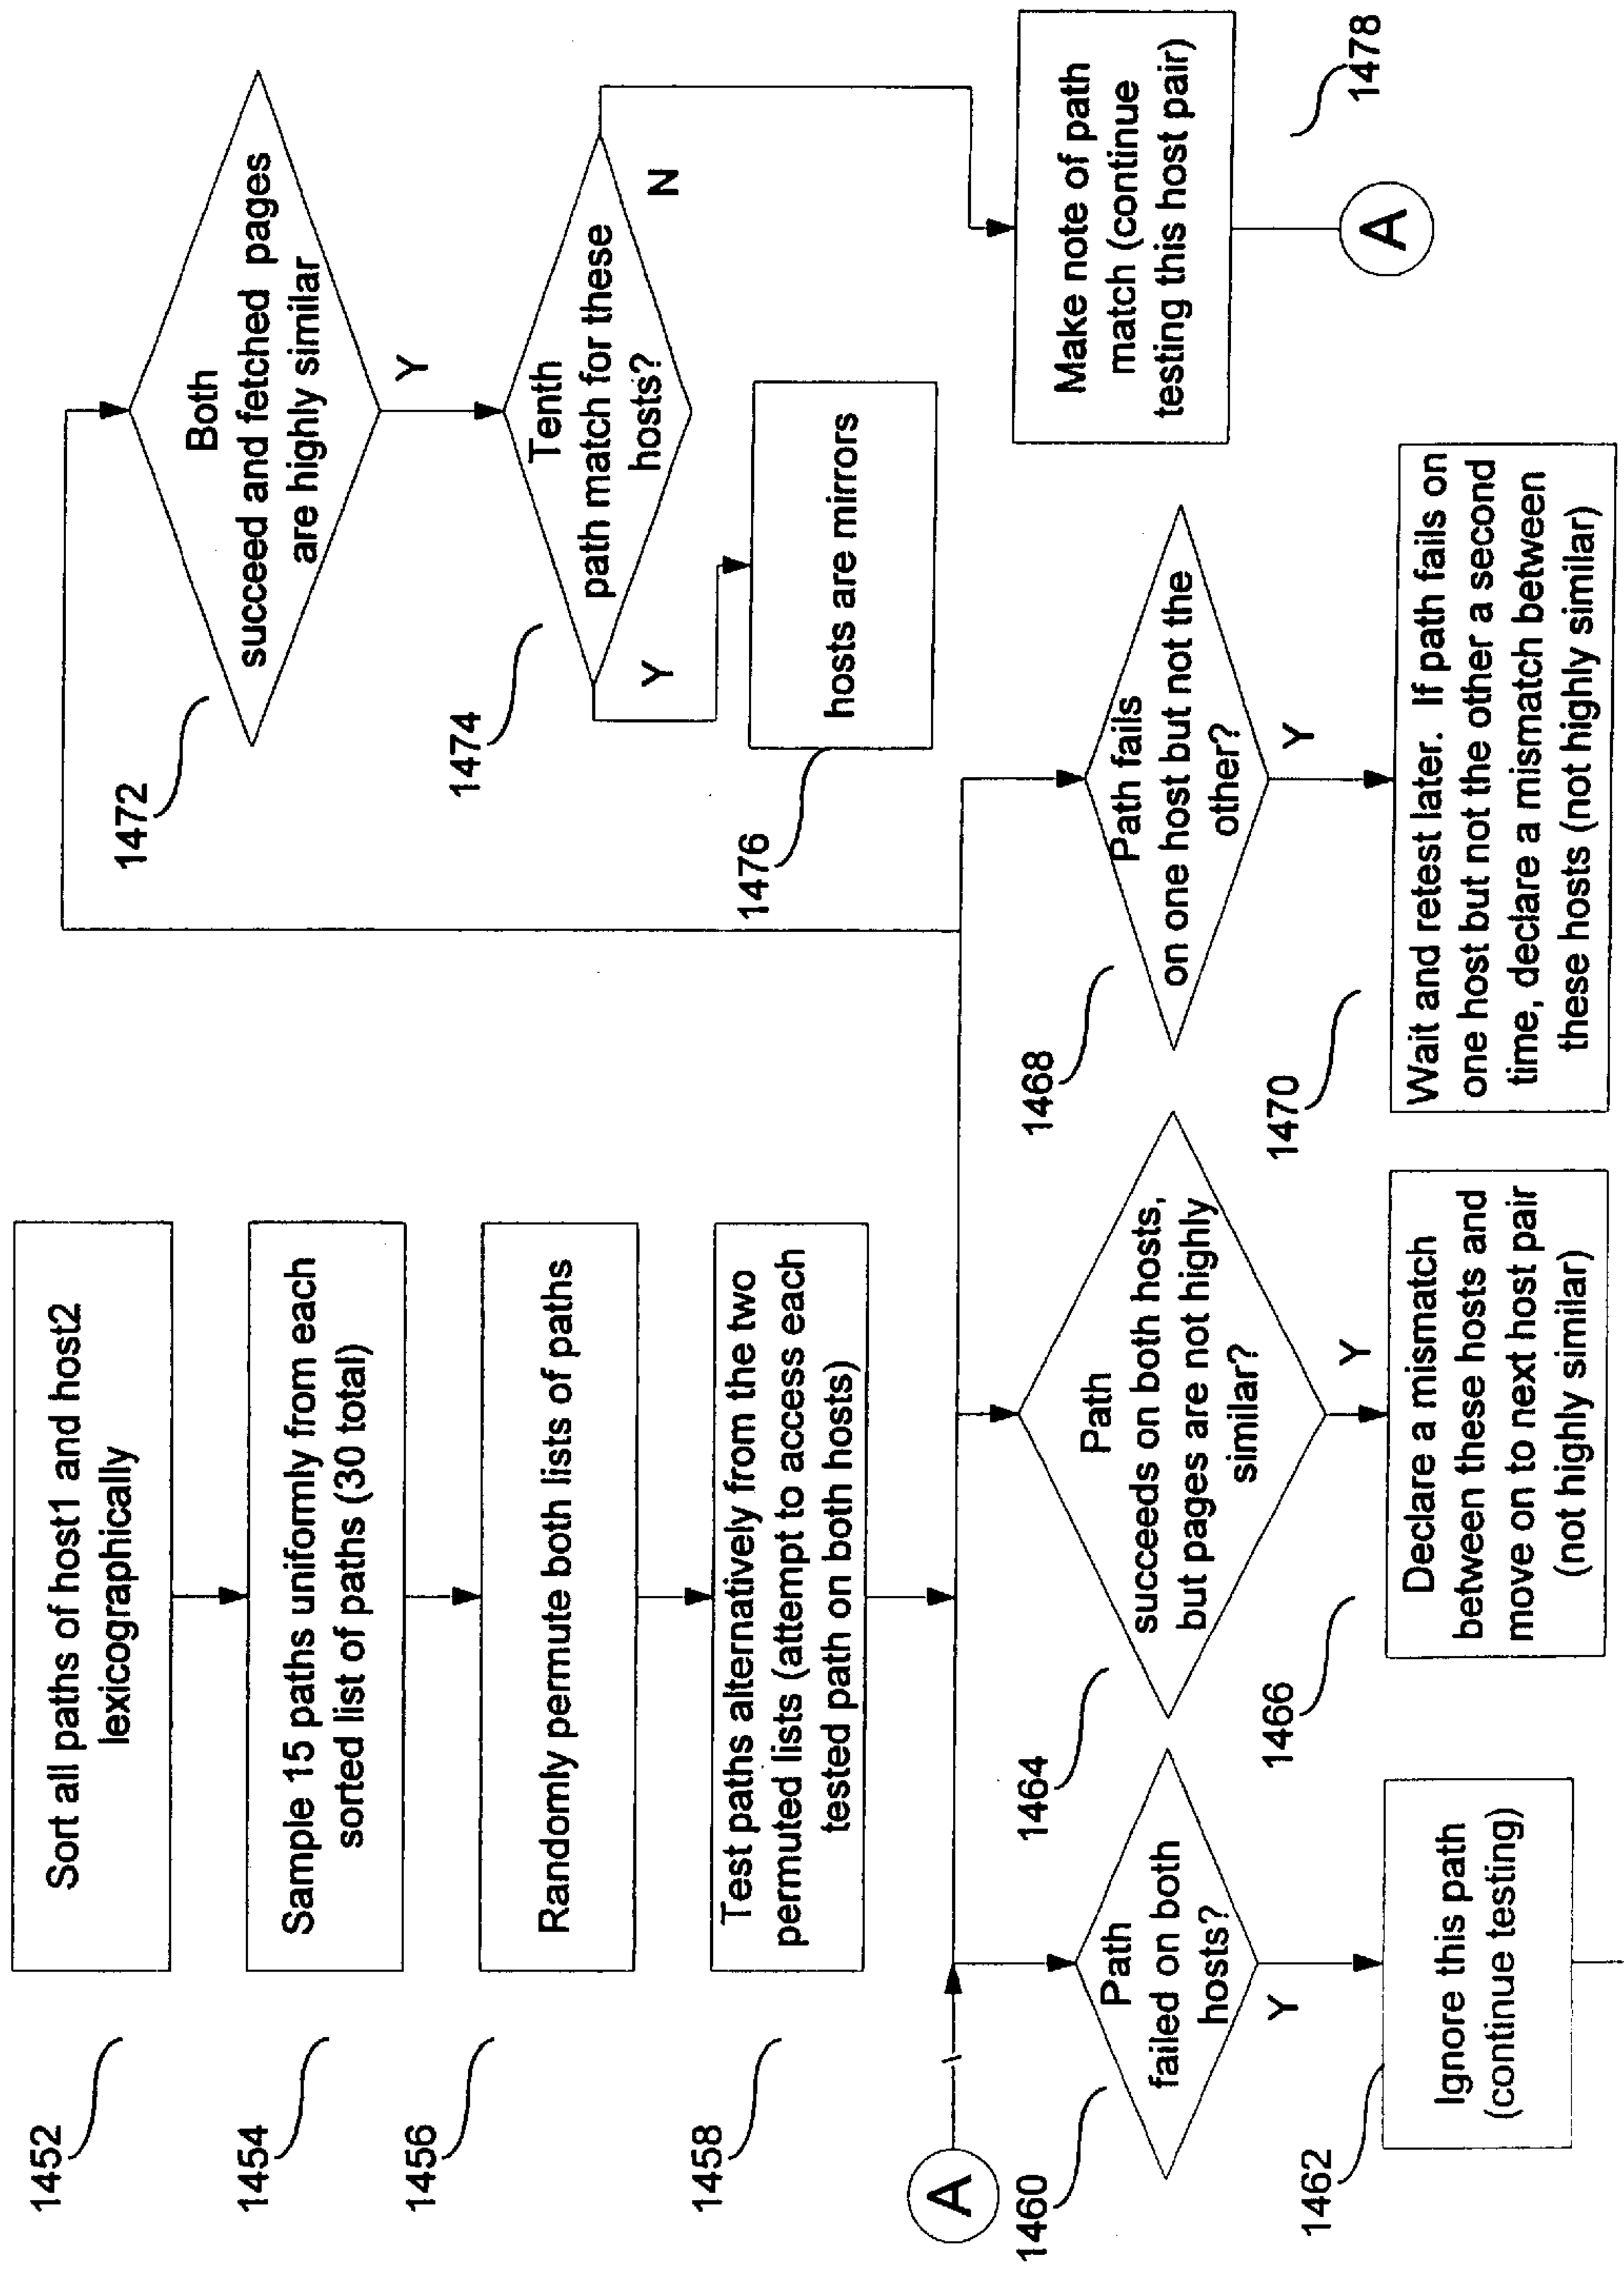 1452
Sort all paths of host1 and host2
lexicographically
1454
Sample 15 paths uniformly from each
sorted list of paths (30 total)
1456
Randomly permute both lists of paths
1458
Test paths alternatively from the two
permuted lists (attempt to access each
tested path on both hosts)
A
1460
Path
failed on both
hosts?
Y
1462
Ignore this path
(continue testing)
1464
Path
succeeds on both hosts,
but pages are not highly
similar?
Y
1466
Declare a mismatch
between these hosts and
move on to next host pair
(not highly similar)
1468
Path fails
on one host but not the
other?
Y
1470
Wait and retest later. If path fails on
one host but not the other a second
time, declare a mismatch between
these hosts (not highly similar)
1472
Both
succeed and fetched pages
are highly similar
Y
1474
Tenth
path match for these
hosts?
Y
N
1476
hosts are mirrors
Make note of path
match (continue
testing this host pair)
1478
A